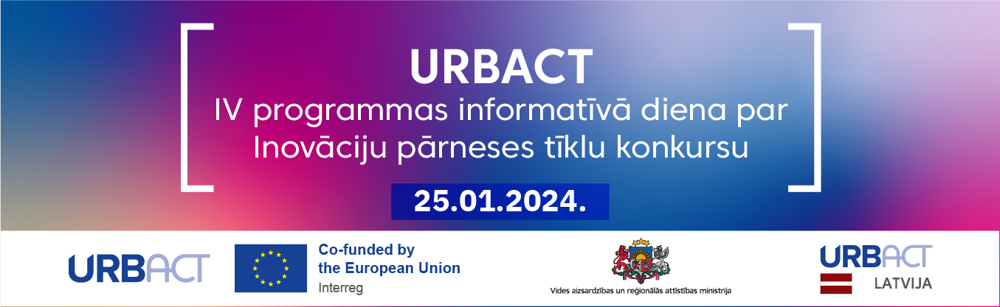 URBACT
IV programmas informatīvā diena par
Inovāciju pārneses tīklu konkursu
25.01.2024.
URBACT
Co-funded by
the European Union
Interreg
Vides aizsardzības un reģionālās attīstības ministrija
URBACT
LATVIJA